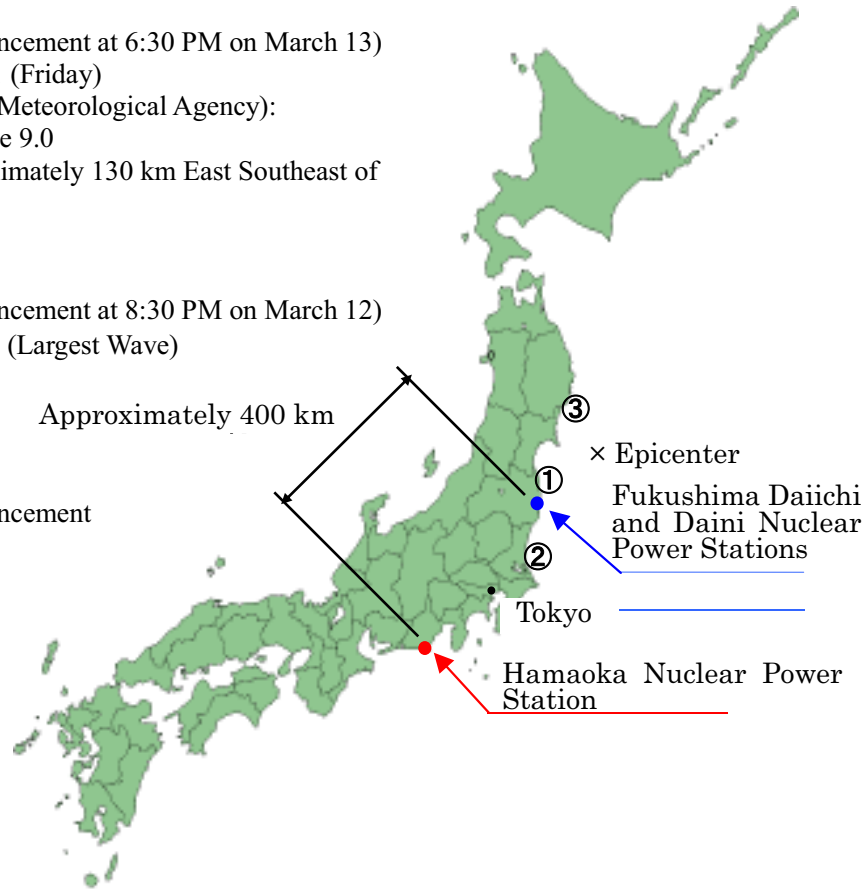 ncement at 6:30 PM on March 13)
(Friday)
Meteorological Agency):
e 9.0
imately 130 km East Southeast of
ncement at 8:30 PM on March 12)
(Largest Wave)
Approximately 400 km
③
× Epicenter
①
ncement
Fukushima Daiichi
and Daini Nuclear
Power Stations
②
Tokyo
Hamaoka Nuclear Power
Station